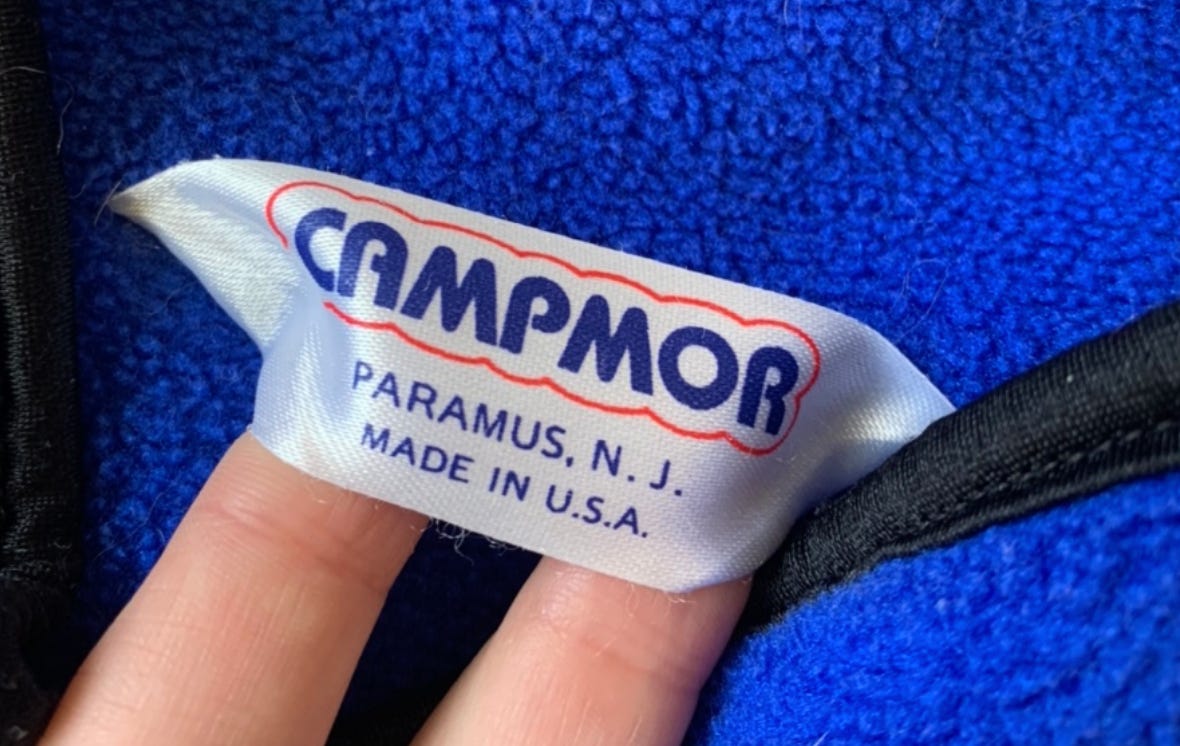 CAMPMOR
PARAMUS, N. J.
MADE IN U.S.A.